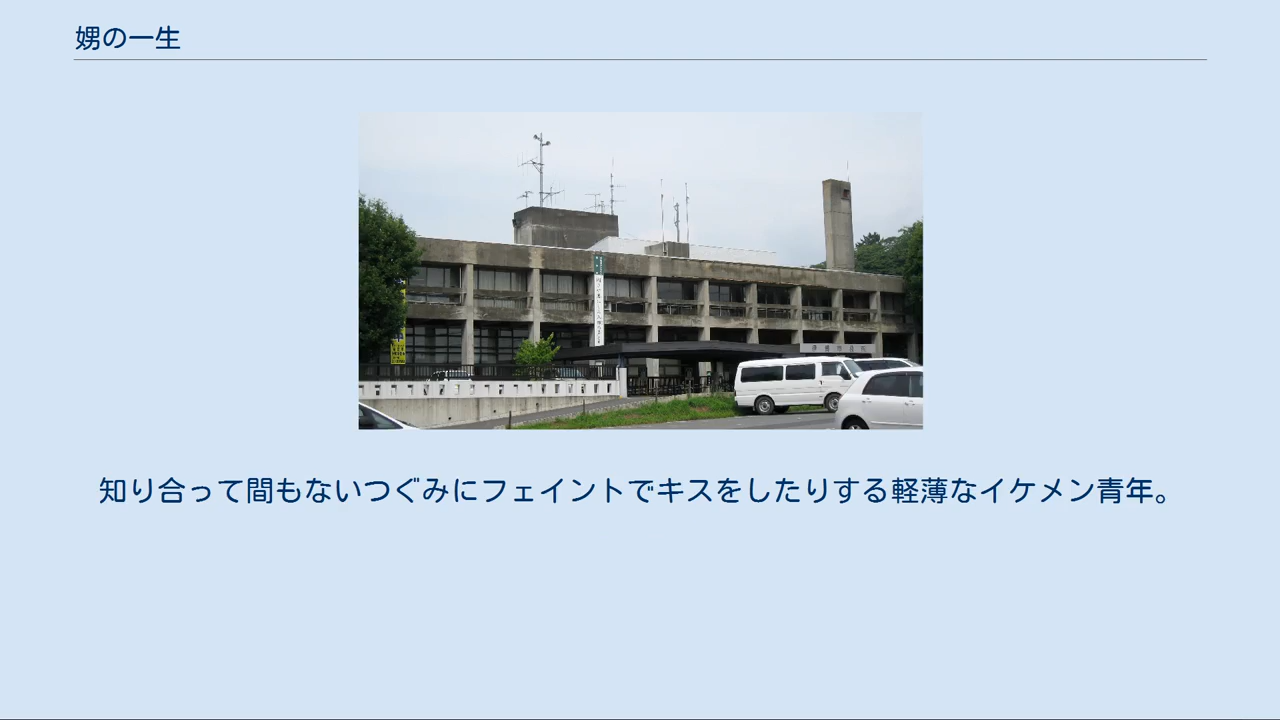 娚の一生
知り合って間もないつぐみにフェイントでキスをしたりする軽薄なイケメン青年。